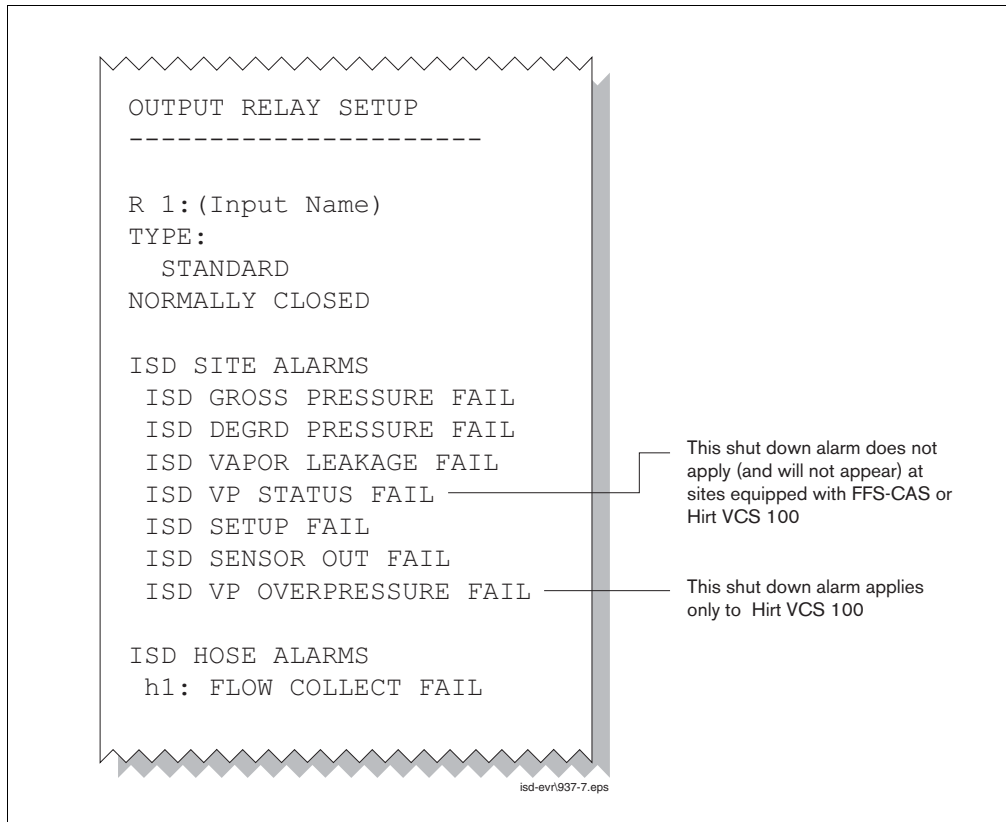 OUTPUT RELAY SETUP
----------------------
R 1:(Input Name)
TYPE:
STANDARD
NORMALLY CLOSED
ISD SITE ALARMS
ISD GROSS PRESSURE FAIL
ISD DEGRD PRESSURE FAIL
ISD VAPOR LEAKAGE FAIL
ISD VP STATUS FAIL
This shut down alarm does not
apply (and will not appear) at
sites equipped with FFS-CAS or
Hirt VCS 100
ISD SETUP FAIL
ISD SENSOR OUT FAIL
ISD VP OVERPRESSURE FAIL
This shut down alarm applies
only to Hirt VCS 100
ISD HOSE ALARMS
h1: FLOW COLLECT FAIL
isd-evr\937-7.eps